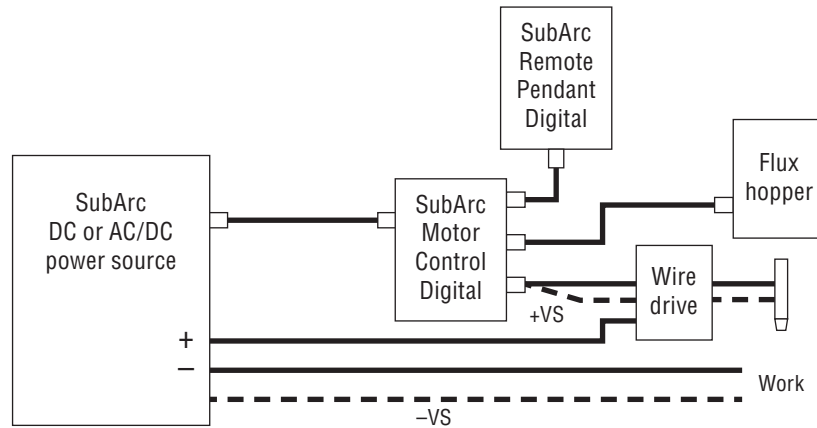 SubArc
Remote
Pendant
Digital
Flux
hopper
SubArc
DC or AC/DC
power source
SubArc
Motor
Control
Digital
Wire
drive
+VS
+
−
Work
−VS